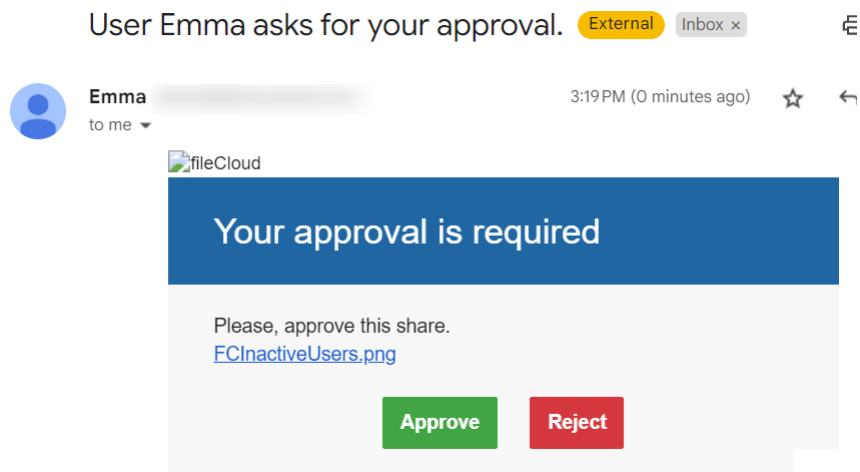 User Emma asks for your approval. External Inbox ×
Emma
3:19 PM (0 minutes ago)
to me
fileCloud
Your approval is required
Please, approve this share.
FCInactiveUsers.png
Approve Reject